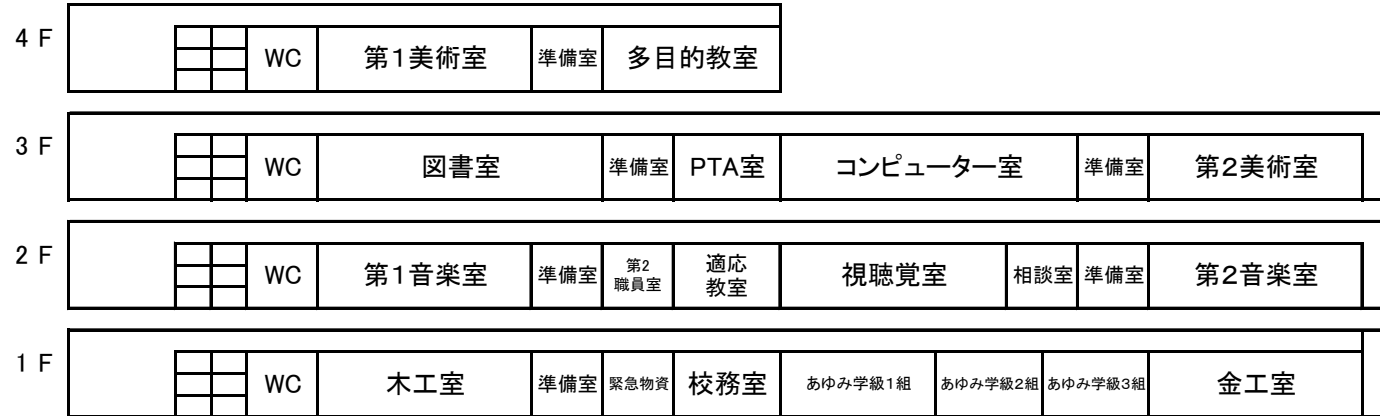 4 F
WC 第1美術室 準備室 多目的教室
3 F
WC 図書室 準備室 PTA室 コンピューター室 準備室 第2美術室
2 F
WC 第1音楽室 準備室 第2
職員室 適応
教室 視聴覚室 相談室 準備室 第2音楽室
1 F
WC 木工室 準備室 緊急物資 校務室 あゆみ学級1組 あゆみ学級2組 あゆみ学級3組 金工室